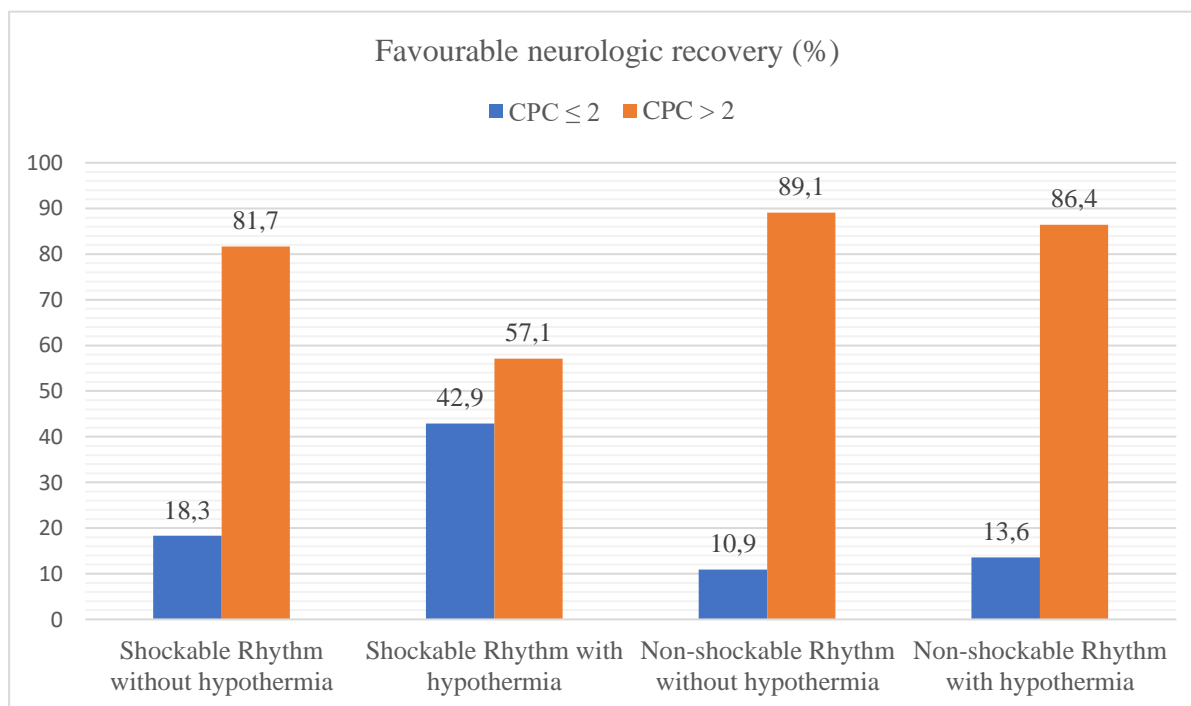 Favourable neurologic recovery (%)
CPC ≤ 2 CPC > 2
100
90
80
70
60
50
40
30
20
10
0
81,7
18,3
42,9
57,1
89,1
10,9
86,4
13,6
Shockable Rhythm
without hypothermia
Shockable Rhythm with
hypothermia
Non-shockable Rhythm
without hypothermia
Non-shockable Rhythm
with hypothermia